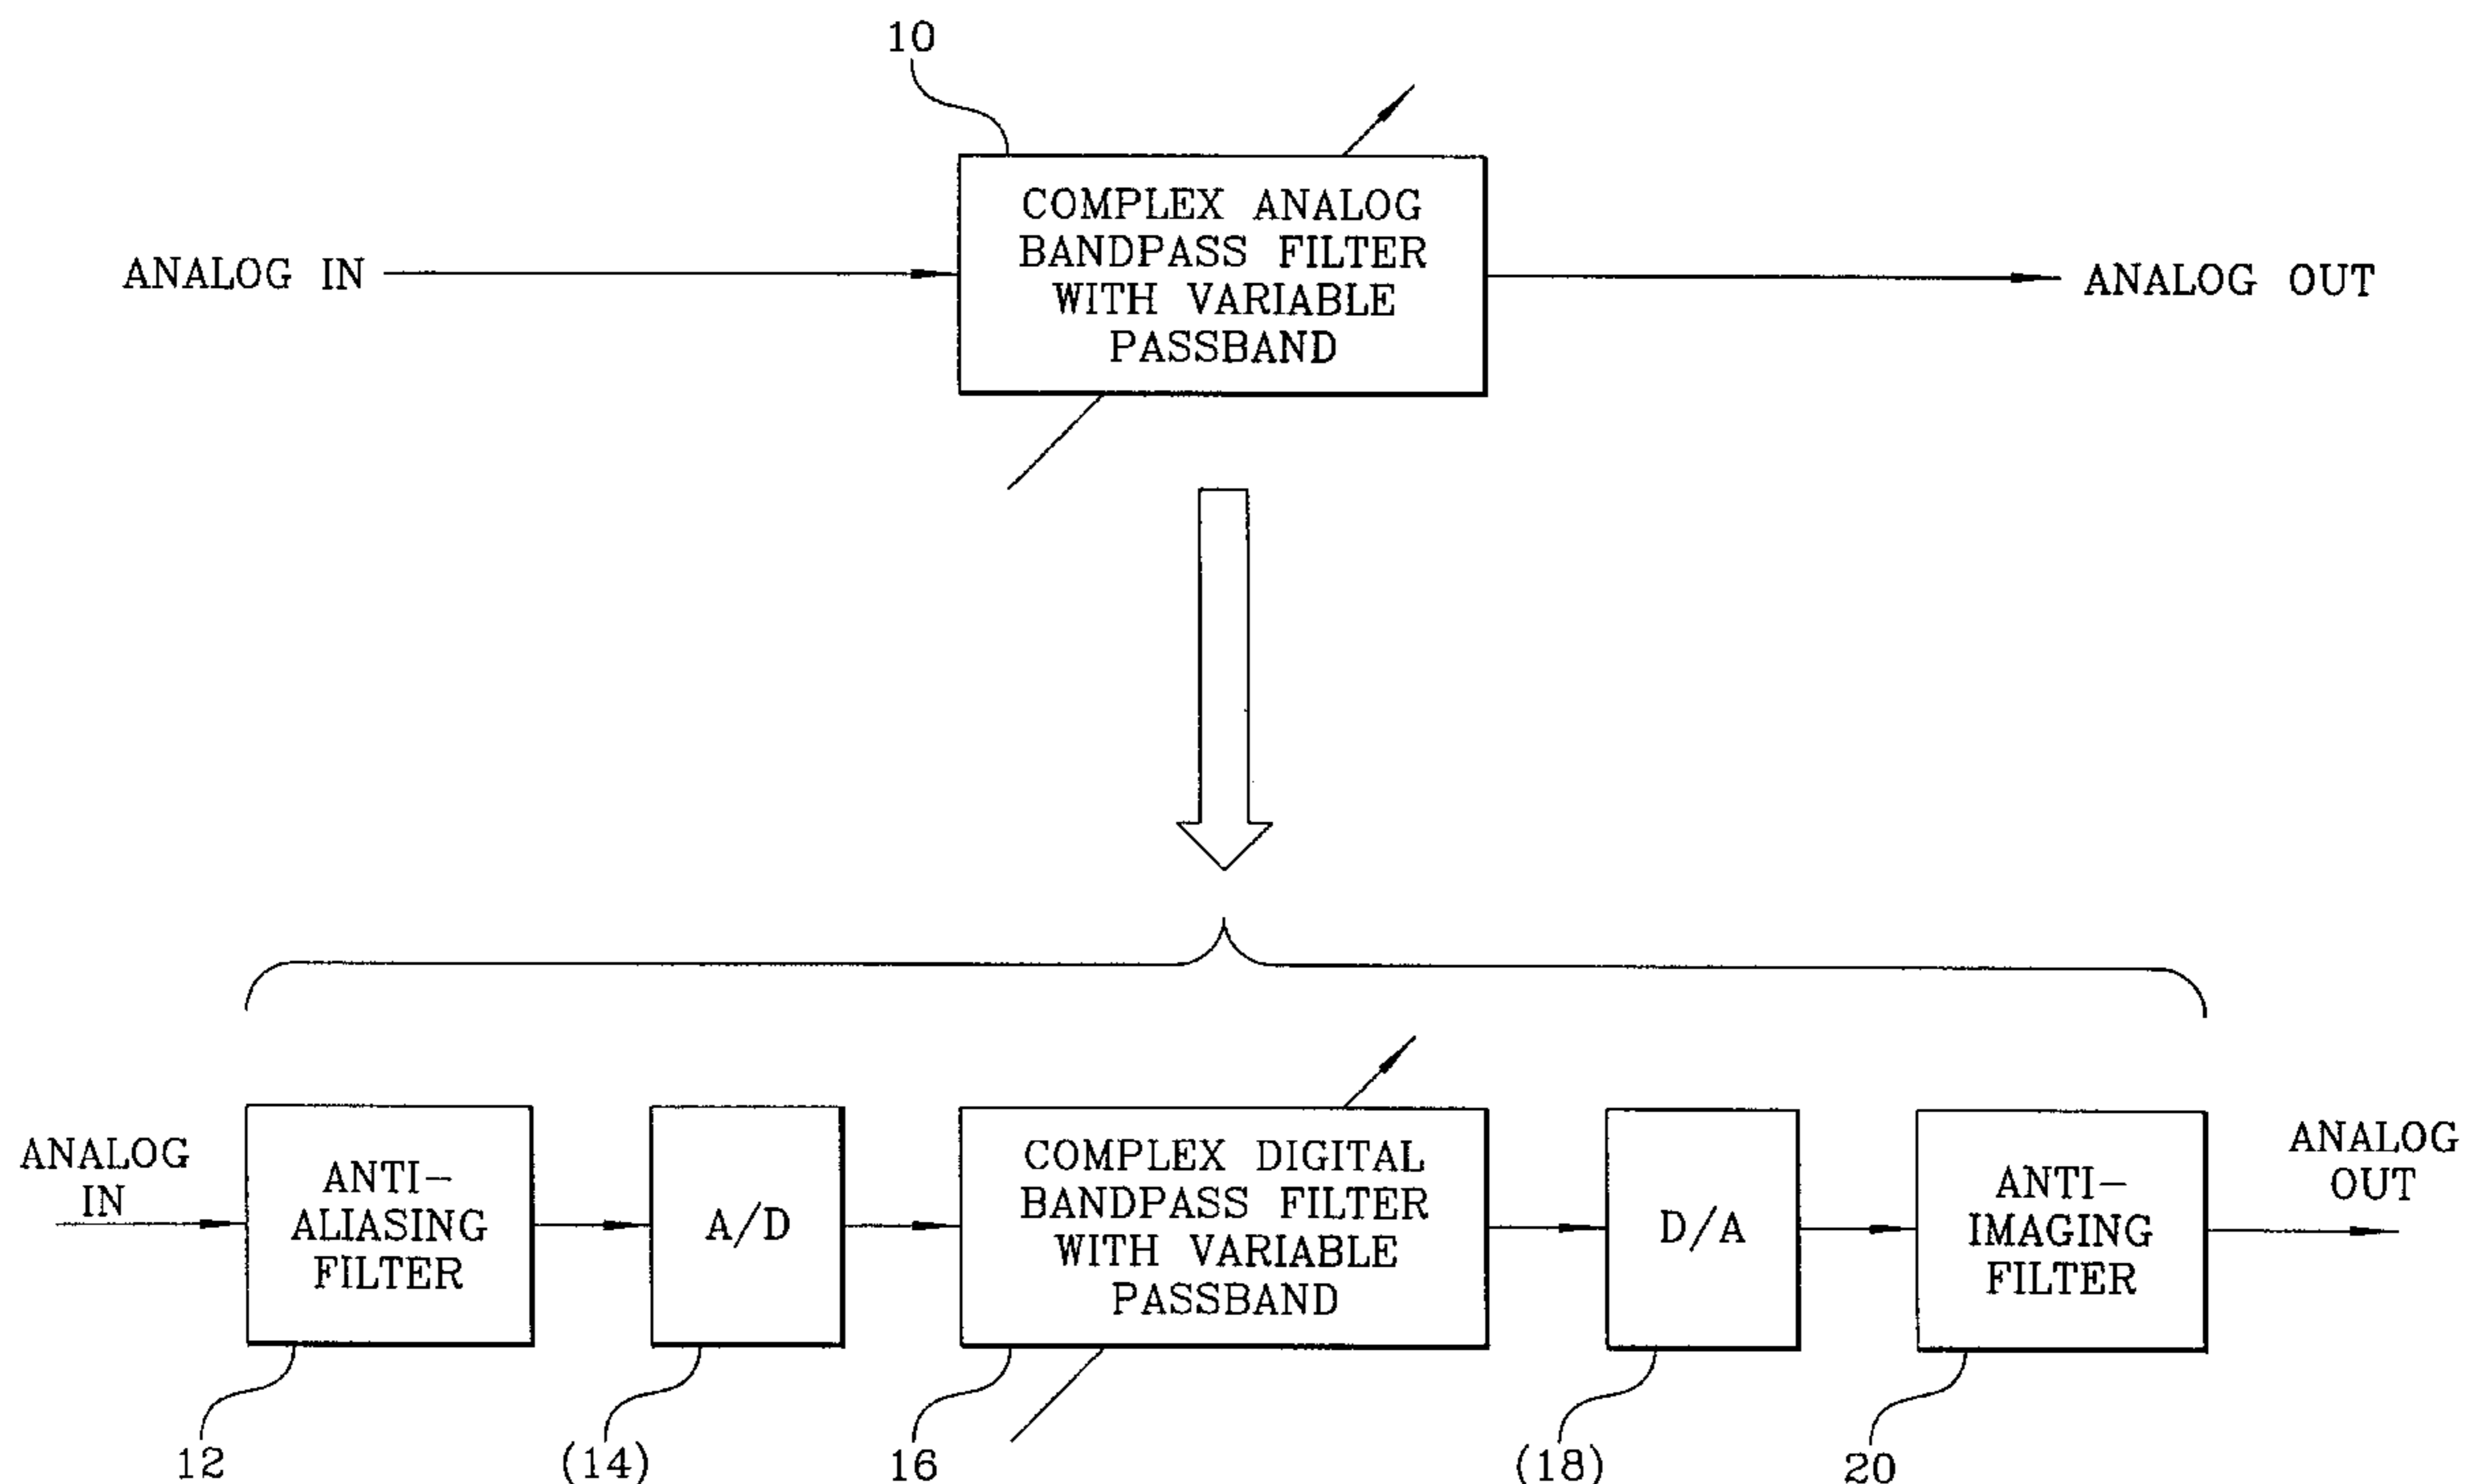 10
COMPLEX ANALOG
BANDPASS FILTER
WITH VARIABLE
PASSBAND
ANALOG IN
ANALOG OUT
ANALOG
IN
ANTI-
ALIASING
FILTER
A/D
COMPLEX DIGITAL
BANDPASS FILTER
WITH VARIABLE
PASSBAND
D/A
ANTI-
IMAGING
FILTER
ANALOG
OUT
12
(14)
16
(18)
20